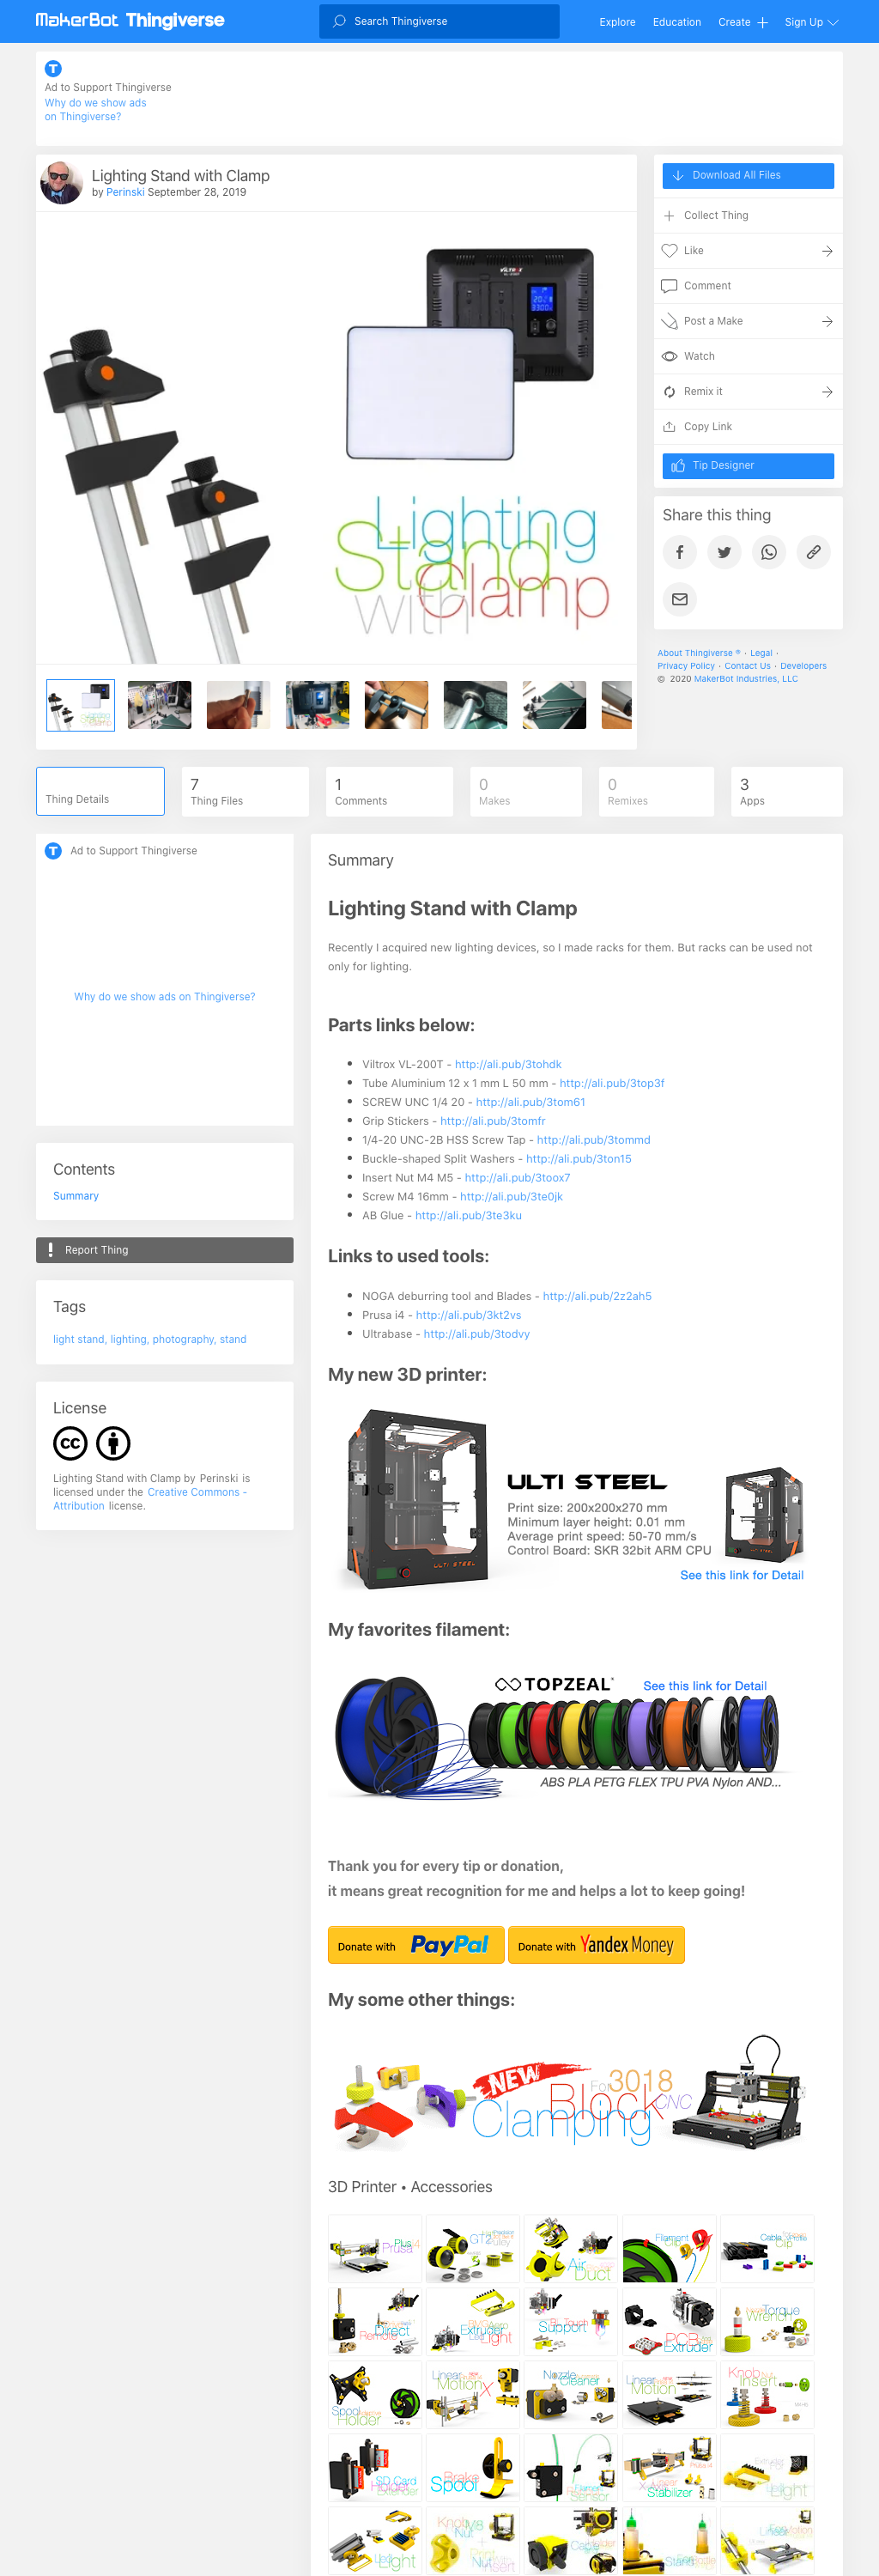 MakerBot Thingiverse
Search Thingiverse
Explore
Education
Create
Sign Up
Ad to Support Thingiverse
Why do we show ads
on Thingiverse?
Lighting Stand with Clamp
by Perinski September 28, 2019
VILTROX
Lighting
Stand
with Clamp
Download All Files
Collect Thing
Like
Comment
Post a Make
Watch
Remix it
Copy Link
Tip Designer
Share this thing
About Thingiverse ® · Legal ·
Privacy Policy · Contact Us · Developers
© 2020 MakerBot Industries, LLC
Thing Details
7
Thing Files
1
Comments
0
Makes
0
Remixes
3
Apps
Ad to Support Thingiverse
Why do we show ads on Thingiverse?
Contents
Summary
Report Thing
Tags
light stand, lighting, photography, stand
License
Lighting Stand with Clamp by Perinski is
licensed under the Creative Commons -
Attribution license.
Summary
Lighting Stand with Clamp
Recently I acquired new lighting devices, so I made racks for them. But racks can be used not
only for lighting.
Parts links below:
Viltrox VL-200T - http://ali.pub/3tohdk
Tube Aluminium 12 x 1 mm L 50 mm - http://ali.pub/3top3f
SCREW UNC 1/4 20 - http://ali.pub/3tom61
Grip Stickers - http://ali.pub/3tomfr
1/4-20 UNC-2B HSS Screw Tap - http://ali.pub/3tommd
Buckle-shaped Split Washers - http://ali.pub/3ton15
Insert Nut M4 M5 - http://ali.pub/3toox7
Screw M4 16mm - http://ali.pub/3te0jk
AB Glue - http://ali.pub/3te3ku
Links to used tools:
NOGA deburring tool and Blades - http://ali.pub/2z2ah5
Prusa i4 - http://ali.pub/3kt2vs
Ultrabase - http://ali.pub/3todvy
My new 3D printer:
ULTI STEEL
ULTI STEEL
Print size: 200x200x270 mm
Minimum layer height: 0.01 mm
Average print speed: 50-70 mm/s
Control Board: SKR 32bit ARM CPU
See this link for Detail
My favorites filament:
TOPZEAL
See this link for Detail
ABS PLA PETG FLEX TPU PVA Nylon AND...
Thank you for every tip or donation,
it means great recognition for me and helps a lot to keep going!
Donate with PayPal
Donate with Yandex Money
My some other things:
NEW
For 3018
Clamping Block CNC
3D Printer • Accessories
Prusa
GT2
Air
Duct
Filament
Clip
Cable
Clip
Remote
Direct
Extruder
Light
BL Touch
Support
PCB
Extruder
Torque
Wrench
Spool
Holder
Linear
Motion X
Nozzle
Cleaner
Linear
Motion
Knob
Insert
SD Card
Holder
Extender
Brake
Spool
Filament
Sensor
Stabilizer
Light
Light
Knob
M8
Nut
Stand